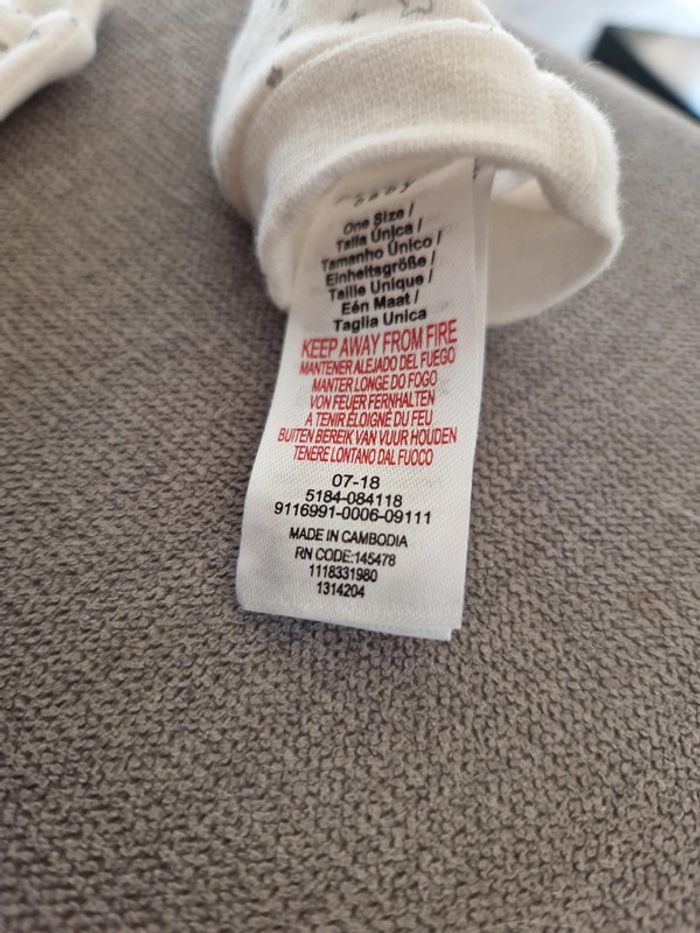 baby
One Size /
Talla Única /
Tamanho Único /
Einheitsgröße /
Taille Unique /
Eén Maat /
Taglia Unica
KEEP AWAY FROM FIRE
MANTENER ALEJADO DEL FUEGO
MANTER LONGE DO FOGO
VON FEUER FERNHALTEN
A TENIR ÉLOIGNÉ DU FEU
BUITEN BEREIK VAN VUUR HOUDEN
TENERE LONTANO DAL FUOCO
07-18
5184-084118
9116991-0006-09111
MADE IN CAMBODIA
RN CODE:145478
1118331980
1314204